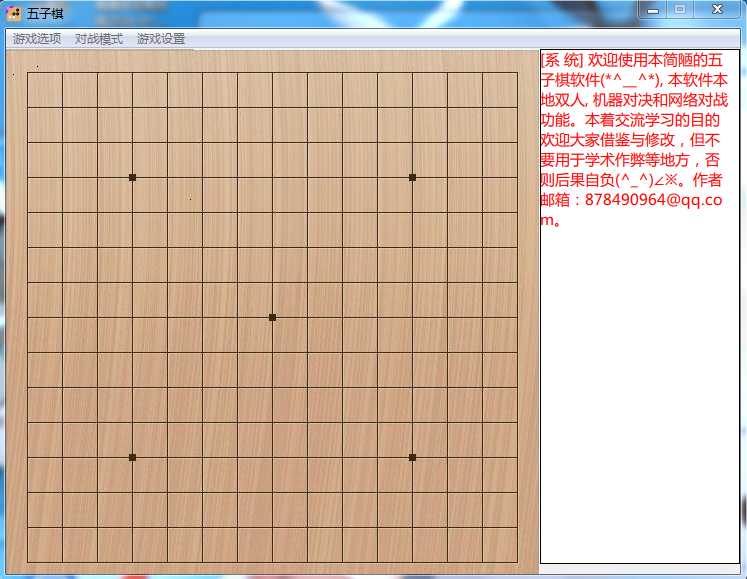 五子棋
游戏选项 对战模式 游戏设置
[系 统] 欢迎使用本简陋的五
子棋软件(*^__^*), 本软件本
地双人, 机器对决和网络对战
功能。本着交流学习的目的
欢迎大家借鉴与修改，但不
要用于学术作弊等地方，否
则后果自负(^_^)∠※。作者
邮箱：878490964@qq.co
m。